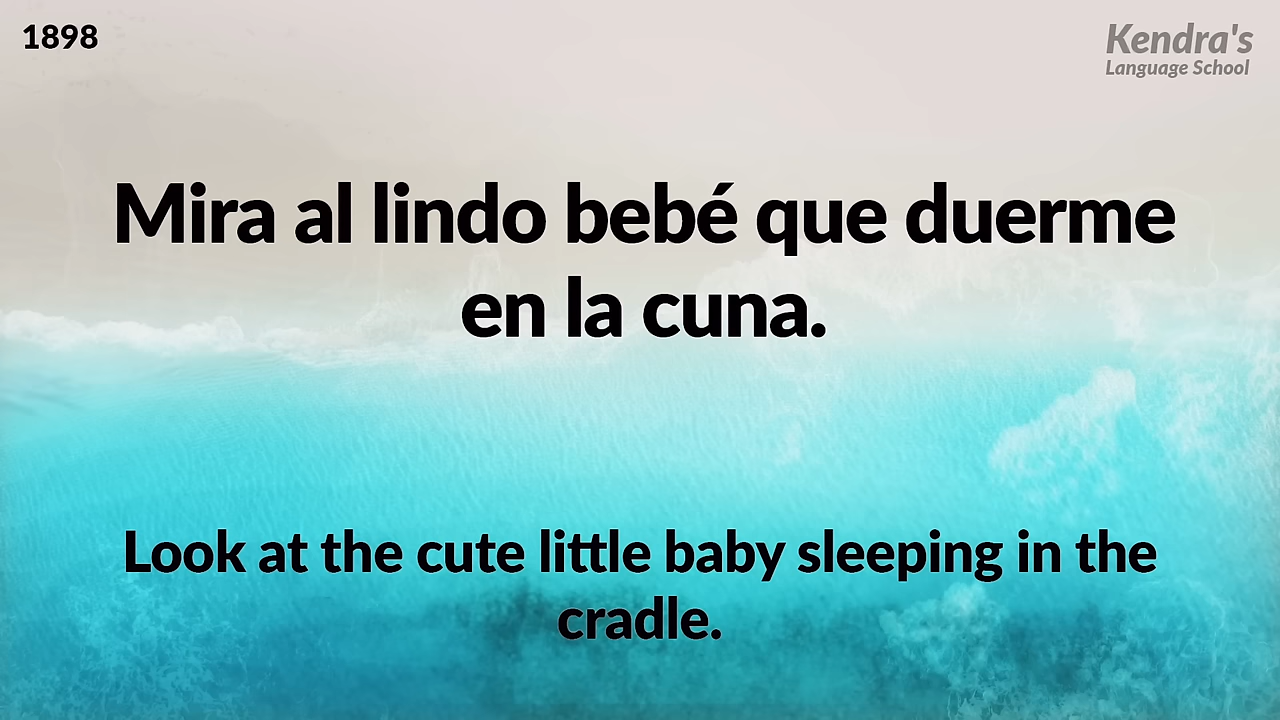 1898
Kendra's
Language School
Mira al lindo bebé que duerme
en la cuna.
Look at the cute little baby sleeping in the
cradle.